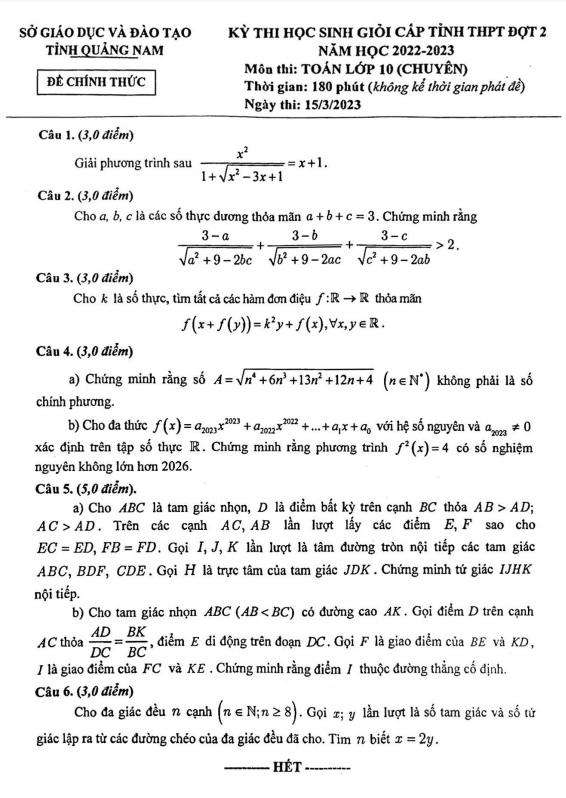 SỞ GIÁO DỤC VÀ ĐÀO TẠO
TỈNH QUẢNG NAM
ĐỀ CHÍNH THỨC
KỲ THI HỌC SINH GIỎI CẤP TỈNH THPT ĐỢT 2
NĂM HỌC 2022-2023
Môn thi: TOÁN LỚP 10 (CHUYÊN)
Thời gian: 180 phút (không kể thời gian phát đề)
Ngày thi: 15/3/2023
Câu 1. (3,0 điểm)
Giải phương trình sau $\frac{x^2}{1+\sqrt{x^2-3x+1}} = x+1$.
Câu 2. (3,0 điểm)
Cho a, b, c là các số thực dương thỏa mãn a + b + c = 3. Chứng minh rằng
$\frac{3-a}{\sqrt{a^2+9-2bc}} + \frac{3-b}{\sqrt{b^2+9-2ac}} + \frac{3-c}{\sqrt{c^2+9-2ab}} > 2$.
Câu 3. (3,0 điểm)
Cho k là số thực, tìm tất cả các hàm đơn điệu f : ℝ → ℝ thỏa mãn
f(x + f(y)) = k²y + f(x), ∀x, y ∈ ℝ.
Câu 4. (3,0 điểm)
a) Chứng minh rằng số $A = \sqrt{n^4+6n^3+13n^2+12n+4}$ (n ∈ ℕ*) không phải là số
chính phương.
b) Cho đa thức $f(x) = a_{2023}x^{2023} + a_{2022}x^{2022} + ... + a_1x + a_0$ với hệ số nguyên và $a_{2023} ≠ 0$
xác định trên tập số thực ℝ. Chứng minh rằng phương trình f²(x) = 4 có số nghiệm
nguyên không lớn hơn 2026.
Câu 5. (5,0 điểm).
a) Cho ABC là tam giác nhọn, D là điểm bất kỳ trên cạnh BC thỏa AB > AD;
AC > AD. Trên các cạnh AC, AB lần lượt lấy các điểm E, F sao cho
EC = ED, FB = FD. Gọi I, J, K lần lượt là tâm đường tròn nội tiếp các tam giác
ABC, BDF, CDE. Gọi H là trực tâm của tam giác JDK. Chứng minh tứ giác IJHK
nội tiếp.
b) Cho tam giác nhọn ABC (AB < BC) có đường cao AK. Gọi điểm D trên cạnh
AC thỏa $\frac{AD}{DC} = \frac{BK}{BC}$, điểm E di động trên đoạn DC. Gọi F là giao điểm của BE và KD,
I là giao điểm của FC và KE. Chứng minh rằng điểm I thuộc đường thẳng cố định.
Câu 6. (3,0 điểm)
Cho đa giác đều n cạnh (n ∈ ℕ; n ≥ 8). Gọi x; y lần lượt là số tam giác và số tứ
giác lập ra từ các đường chéo của đa giác đều đã cho. Tìm n biết x = 2y.
---------- HẾT ----------